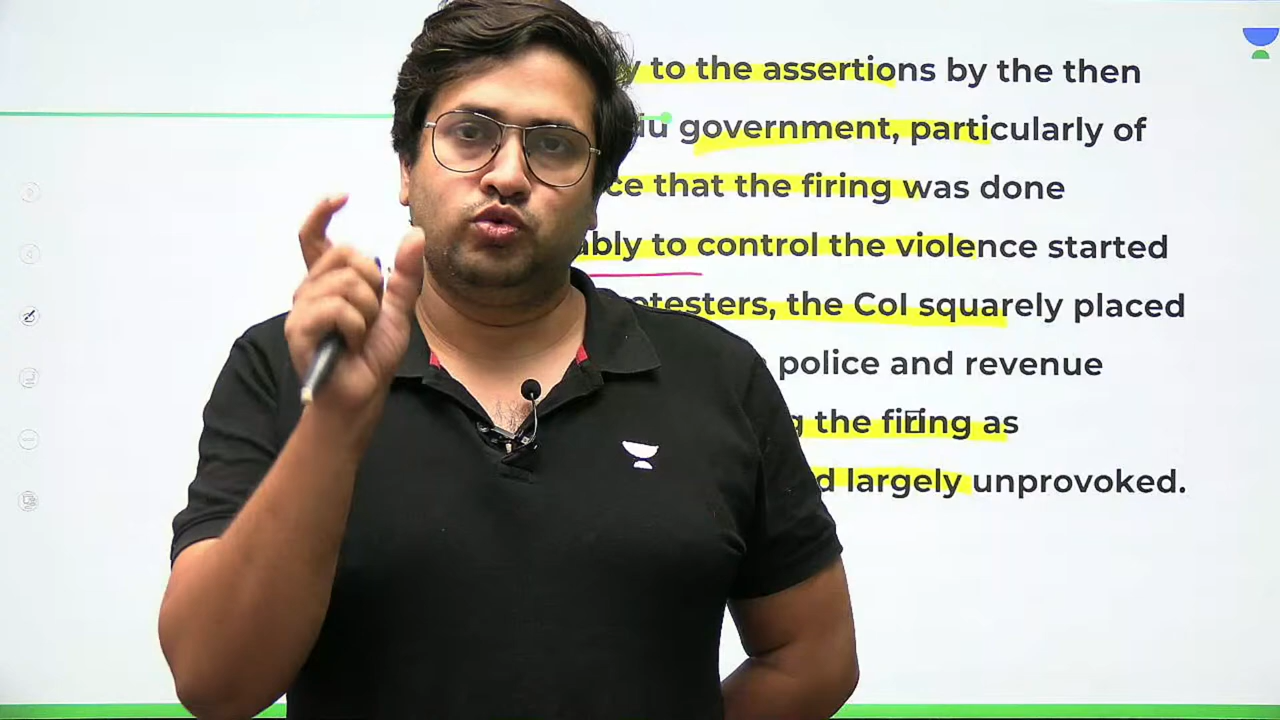 to the assertions by the then
government, particularly of
that the firing was done
to control the violence started
the CoI squarely placed
police and revenue
the firing as
largely unprovoked.